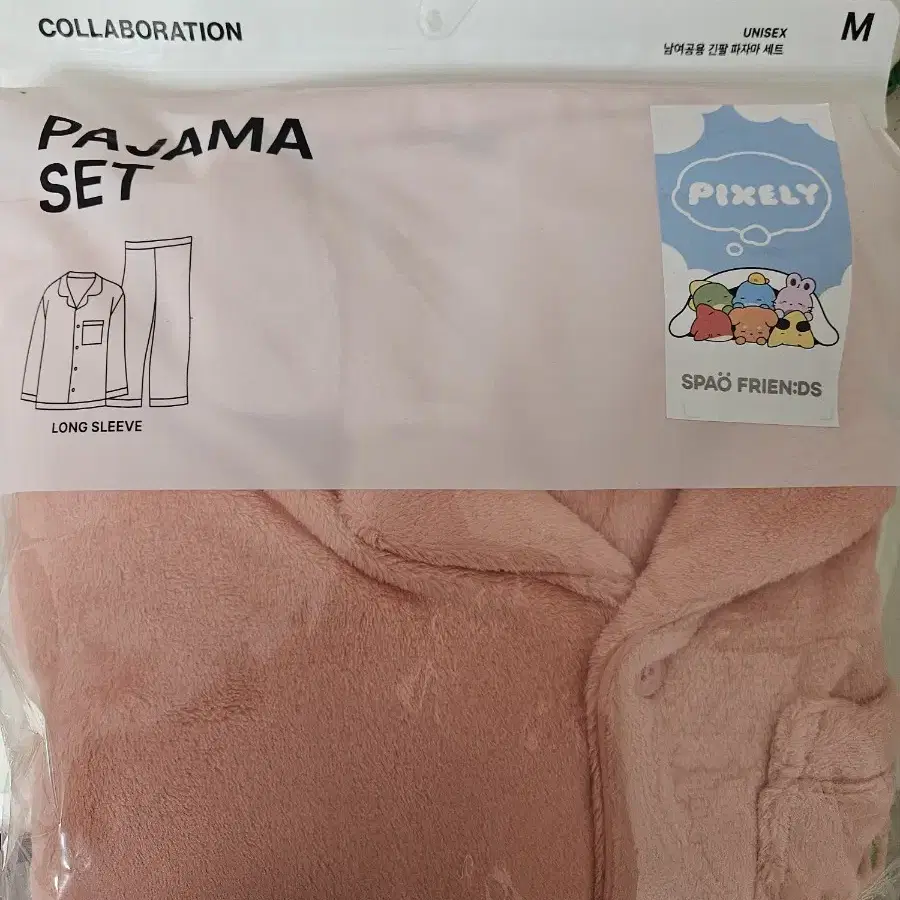 COLLABORATION
UNISEX
남여공용 긴팔 파자마 세트
M
PAJAMA
SET
LONG SLEEVE
PIXELY
SPAÖ FRIEN:DS